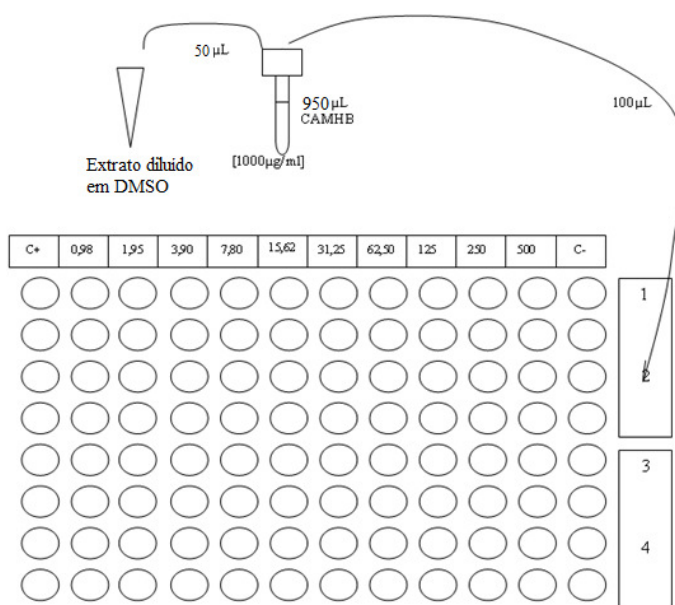 50 µL
950 µL
CAMHB
100µL
Extrato diluido
em DMSO
[1000µg/ml]
C+ 0,98 1,95 3,90 7,80 15,62 31,25 62,50 125 250 500 C-
1
2
3
4